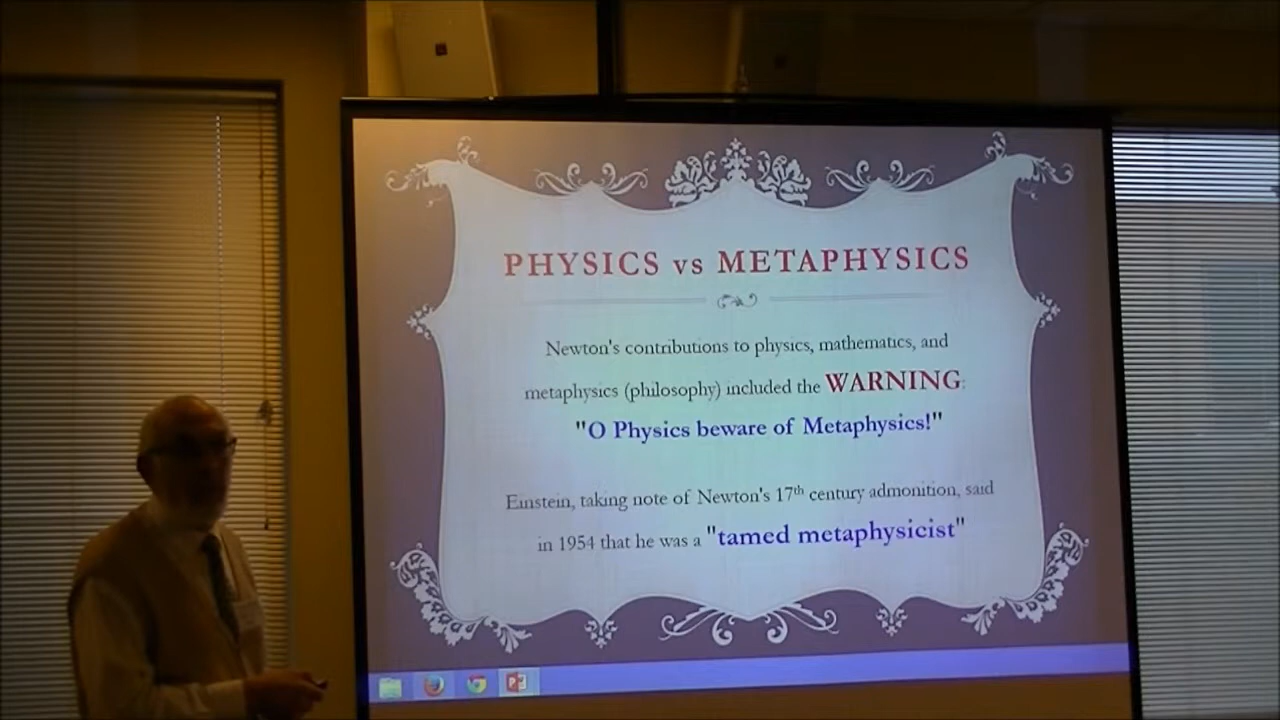 PHYSICS vs METAPHYSICS
Newton's contributions to physics, mathematics, and
metaphysics (philosophy) included the WARNING:
"O Physics beware of Metaphysics!"
Einstein, taking note of Newton's 17th century admonition, said
in 1954 that he was a "tamed metaphysicist"